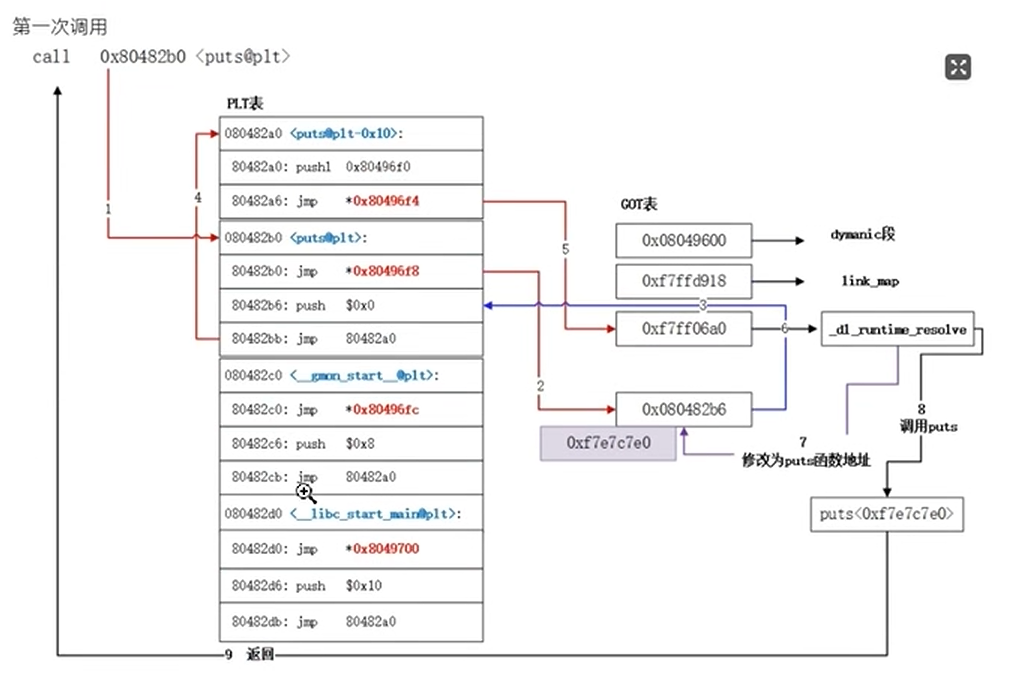 第一次调用
call 0x80482b0 <puts@plt>
PLT表
080482a0 <puts@plt-0x10>:
80482a0: pushl 0x80496f0
80482a6: jmp *0x80496f4
080482b0 <puts@plt>:
80482b0: jmp *0x80496f8
80482b6: push $0x0
80482bb: jmp 80482a0
080482c0 <__gmon_start__@plt>:
80482c0: jmp *0x80496fc
80482c6: push $0x8
80482cb: jmp 80482a0
080482d0 <__libc_start_main@plt>:
80482d0: jmp *0x8049700
80482d6: push $0x10
80482db: jmp 80482a0
1
4
5
2
3
6
GOT表
0x08049600
dymanic段
0xf7ffd918
link_map
0xf7ff06a0
_dl_runtime_resolve
0x080482b6
0xf7e7c7e0
7
修改为puts函数地址
8
调用puts
puts<0xf7e7c7e0>
9 返回